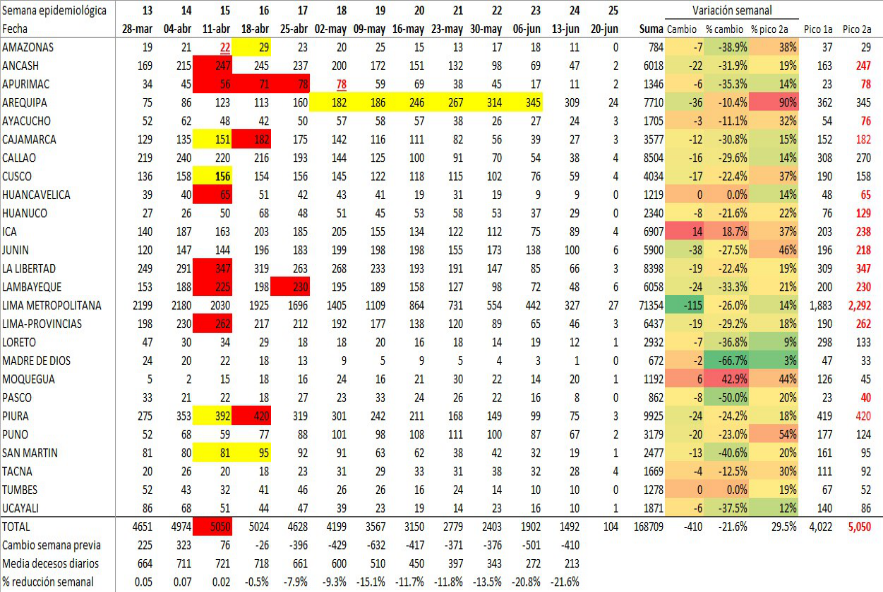 Semana epidemiológica 13 14 15 16 17 18 19 20 21 22 23 24 25 Variación semanal
Fecha 28-mar 04-abr 11-abr 18-abr 25-abr 02-may 09-may 16-may 23-may 30-may 06-jun 13-jun 20-jun Suma Cambio % cambio % pico 2a Pico 1a Pico 2a
AMAZONAS 19 21 22 29 23 20 25 15 13 17 18 11 0 784 -7 -38.9% 38% 37 29
ANCASH 169 215 247 245 237 200 172 151 132 98 69 47 2 6018 -22 -31.9% 19% 163 247
APURIMAC 34 45 56 71 78 78 59 69 38 45 17 11 1 1346 -6 -35.3% 14% 23 78
AREQUIPA 75 86 123 113 160 182 186 246 267 314 345 309 24 7710 -36 -10.4% 90% 362 345
AYACUCHO 52 62 48 42 50 57 58 57 38 26 27 24 3 1705 -3 -11.1% 32% 54 76
CAJAMARCA 129 135 151 182 175 142 116 111 82 56 39 27 3 3577 -12 -30.8% 15% 152 182
CALLAO 219 240 220 216 193 144 125 100 91 70 54 38 4 8504 -16 -29.6% 14% 308 270
CUSCO 136 158 156 154 156 145 122 118 115 102 76 59 4 4034 -17 -22.4% 37% 190 158
HUANCAVELICA 39 40 65 51 42 43 41 19 31 19 9 9 0 1219 0 0.0% 14% 48 65
HUANUCO 27 26 50 68 48 51 45 53 58 53 37 29 0 2340 -8 -21.6% 22% 76 129
ICA 140 187 163 203 185 205 155 134 122 112 75 89 4 6907 14 18.7% 37% 203 238
JUNIN 120 147 144 196 183 199 198 198 155 173 138 100 6 5900 -38 -27.5% 46% 196 218
LA LIBERTAD 249 291 347 319 263 268 233 193 191 147 85 66 3 8398 -19 -22.4% 19% 309 347
LAMBAYEQUE 153 188 225 198 230 195 189 158 127 98 72 48 6 6058 -24 -33.3% 21% 200 230
LIMA METROPOLITANA 2199 2180 2030 1925 1696 1405 1109 864 731 554 442 327 27 71354 -115 -26.0% 14% 1,883 2,292
LIMA-PROVINCIAS 198 230 262 217 212 192 177 138 120 89 65 46 3 6437 -19 -29.2% 18% 190 262
LORETO 47 30 34 29 18 18 20 16 18 14 19 12 1 2932 -7 -36.8% 9% 298 133
MADRE DE DIOS 24 20 22 18 13 9 5 9 5 4 3 1 0 672 -2 -66.7% 3% 47 33
MOQUEGUA 5 2 15 18 16 24 16 21 30 22 14 20 1 1192 6 42.9% 44% 126 45
PASCO 33 21 22 18 27 23 33 24 26 22 16 8 0 862 -8 -50.0% 20% 23 40
PIURA 275 353 392 420 319 301 242 211 168 149 99 75 3 9925 -24 -24.2% 18% 419 420
PUNO 52 68 59 77 88 101 98 108 111 100 87 67 2 3179 -20 -23.0% 54% 177 124
SAN MARTIN 81 80 81 95 92 91 63 62 38 42 32 19 1 2477 -13 -40.6% 20% 161 95
TACNA 20 26 20 18 23 31 29 33 31 38 32 28 4 1669 -4 -12.5% 30% 111 92
TUMBES 52 43 32 41 46 26 26 16 24 14 10 10 0 1278 0 0.0% 19% 67 52
UCAYALI 86 68 51 44 47 39 23 19 14 23 16 10 1 1871 -6 -37.5% 12% 140 86
TOTAL 4651 4974 5050 5024 4628 4199 3567 3150 2779 2403 1902 1492 104 168709 -410 -21.6% 29.5% 4,022 5,050
Cambio semana previa 225 323 76 -26 -396 -429 -632 -417 -371 -376 -501 -410
Media decesos diarios 664 711 721 718 661 600 510 450 397 343 272 213
% reducción semanal 0.05 0.07 0.02 -0.5% -7.9% -9.3% -15.1% -11.7% -11.8% -13.5% -20.8% -21.6%